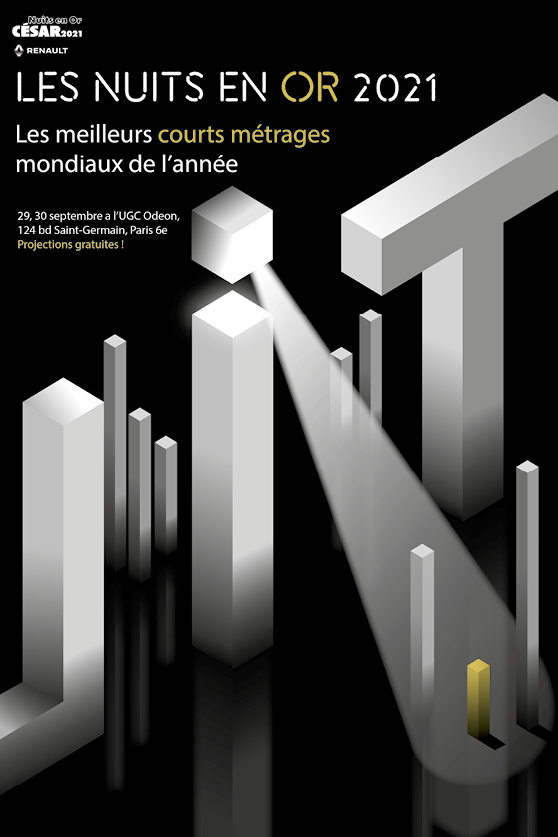 Nuits en Or
CÉSAR2021
RENAULT
LES NUITS EN OR 2021
Les meilleurs courts métrages
mondiaux de l'année
29, 30 septembre a l'UGC Odeon,
124 bd Saint-Germain, Paris 6e
Projections gratuites !